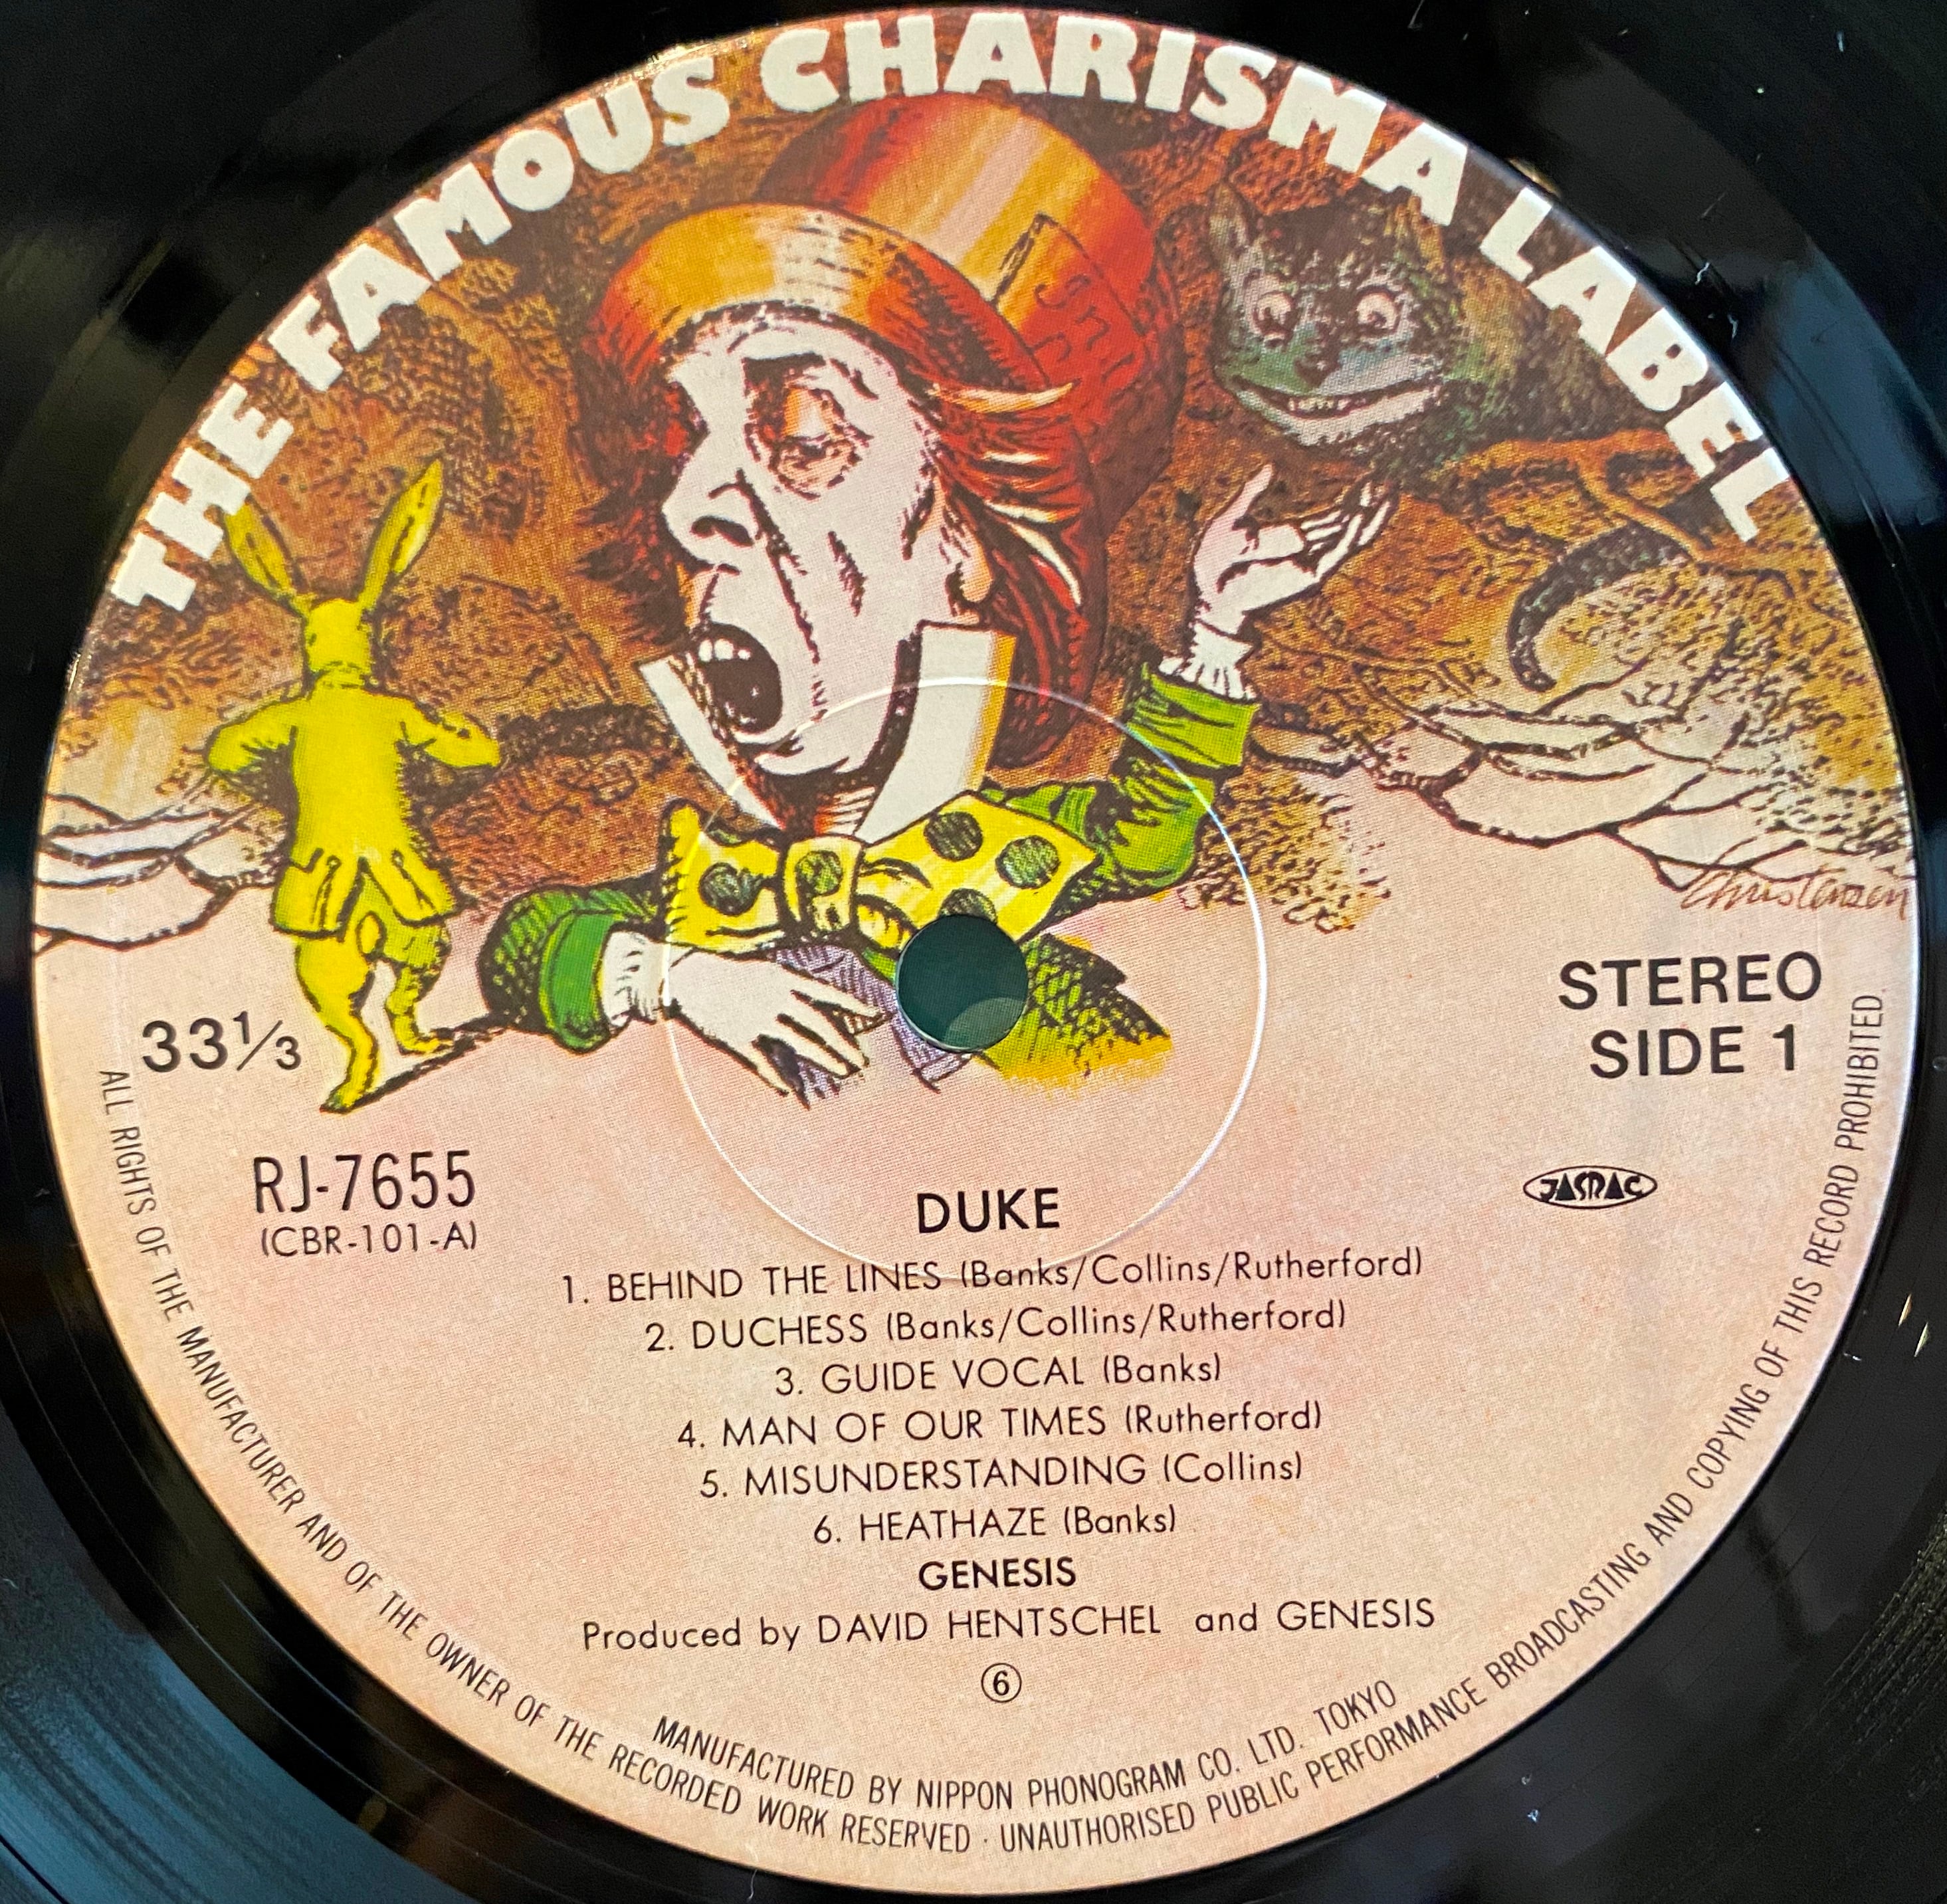 THE FAMOUS CHARISMA LABEL
Christensen
33⅓
STEREO
SIDE 1
RJ-7655
(CBR-101-A)
JASRAC
DUKE
1. BEHIND THE LINES (Banks/Collins/Rutherford)
2. DUCHESS (Banks/Collins/Rutherford)
3. GUIDE VOCAL (Banks)
4. MAN OF OUR TIMES (Rutherford)
5. MISUNDERSTANDING (Collins)
6. HEATHAZE (Banks)
GENESIS
Produced by DAVID HENTSCHEL and GENESIS
⑥
MANUFACTURED BY NIPPON PHONOGRAM CO. LTD. TOKYO
ALL RIGHTS OF THE MANUFACTURER AND OF THE OWNER OF THE RECORDED WORK RESERVED · UNAUTHORISED PUBLIC PERFORMANCE BROADCASTING AND COPYING OF THIS RECORD PROHIBITED.